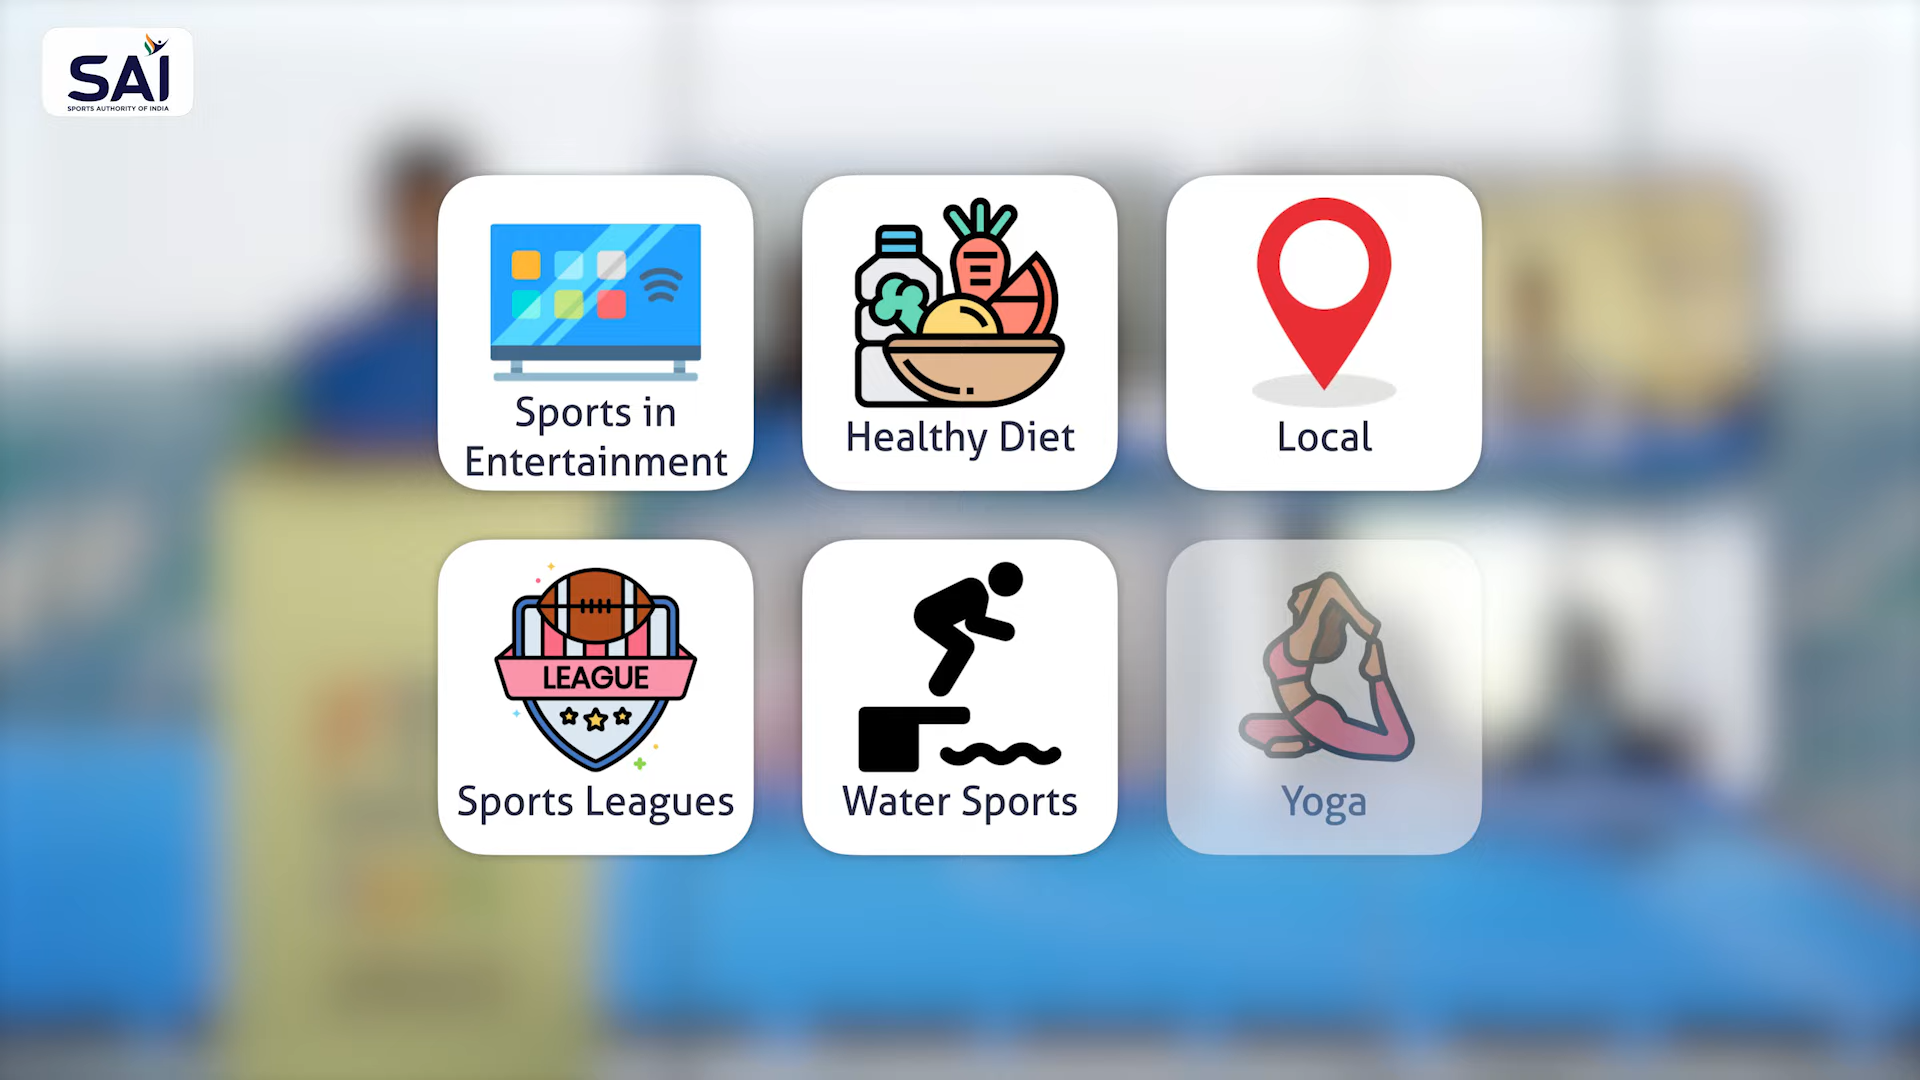 SAI
SPORTS AUTHORITY OF INDIA
Sports in
Entertainment
Healthy Diet
Local
LEAGUE
Sports Leagues
Water Sports
Yoga